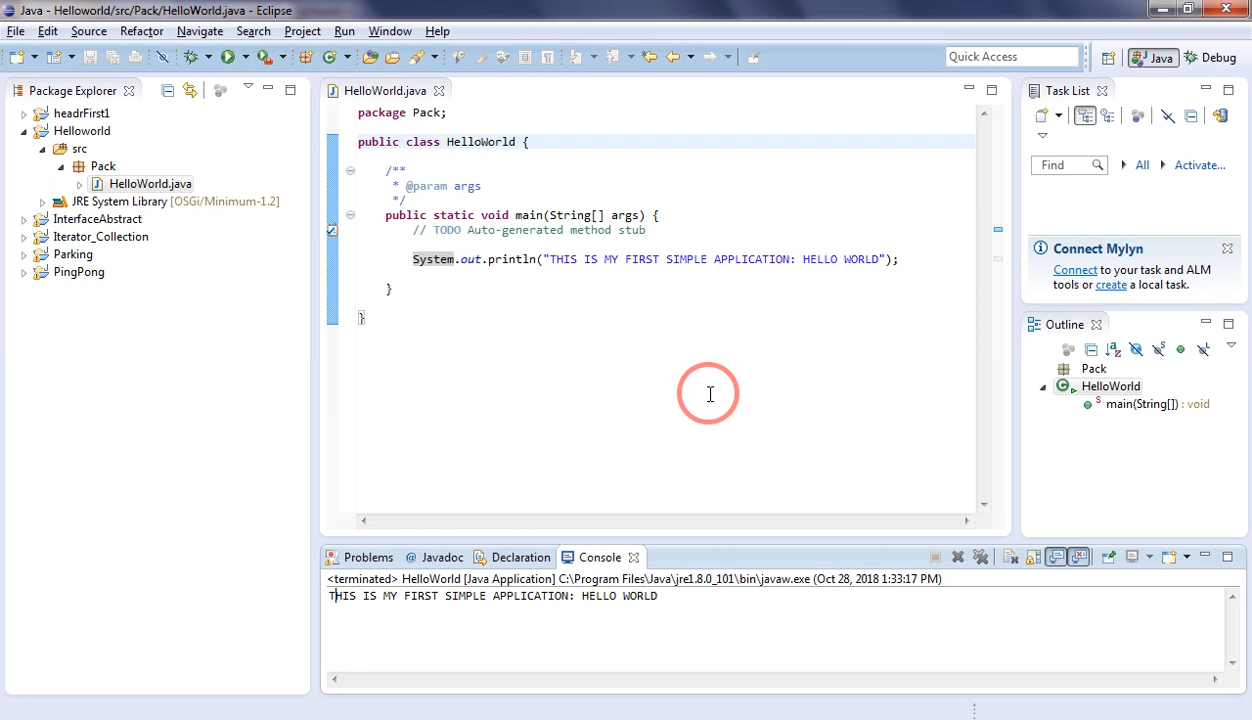 Java - Helloworld/src/Pack/HelloWorld.java - Eclipse
File Edit Source Refactor Navigate Search Project Run Window Help
Quick Access
Java
Debug
Package Explorer
headrFirst1
Helloworld
src
Pack
HelloWorld.java
JRE System Library [OSGi/Minimum-1.2]
InterfaceAbstract
Iterator_Collection
Parking
PingPong
HelloWorld.java
package Pack;
public class HelloWorld {
/**
* @param args
*/
public static void main(String[] args) {
// TODO Auto-generated method stub
System.out.println("THIS IS MY FIRST SIMPLE APPLICATION: HELLO WORLD");
}
}
Task List
Find
All
Activate...
Connect Mylyn
Connect to your task and ALM
tools or create a local task.
Outline
Pack
HelloWorld
main(String[]) : void
Problems @ Javadoc Declaration Console
<terminated> HelloWorld [Java Application] C:\Program Files\Java\jre1.8.0_101\bin\javaw.exe (Oct 28, 2018 1:33:17 PM)
THIS IS MY FIRST SIMPLE APPLICATION: HELLO WORLD